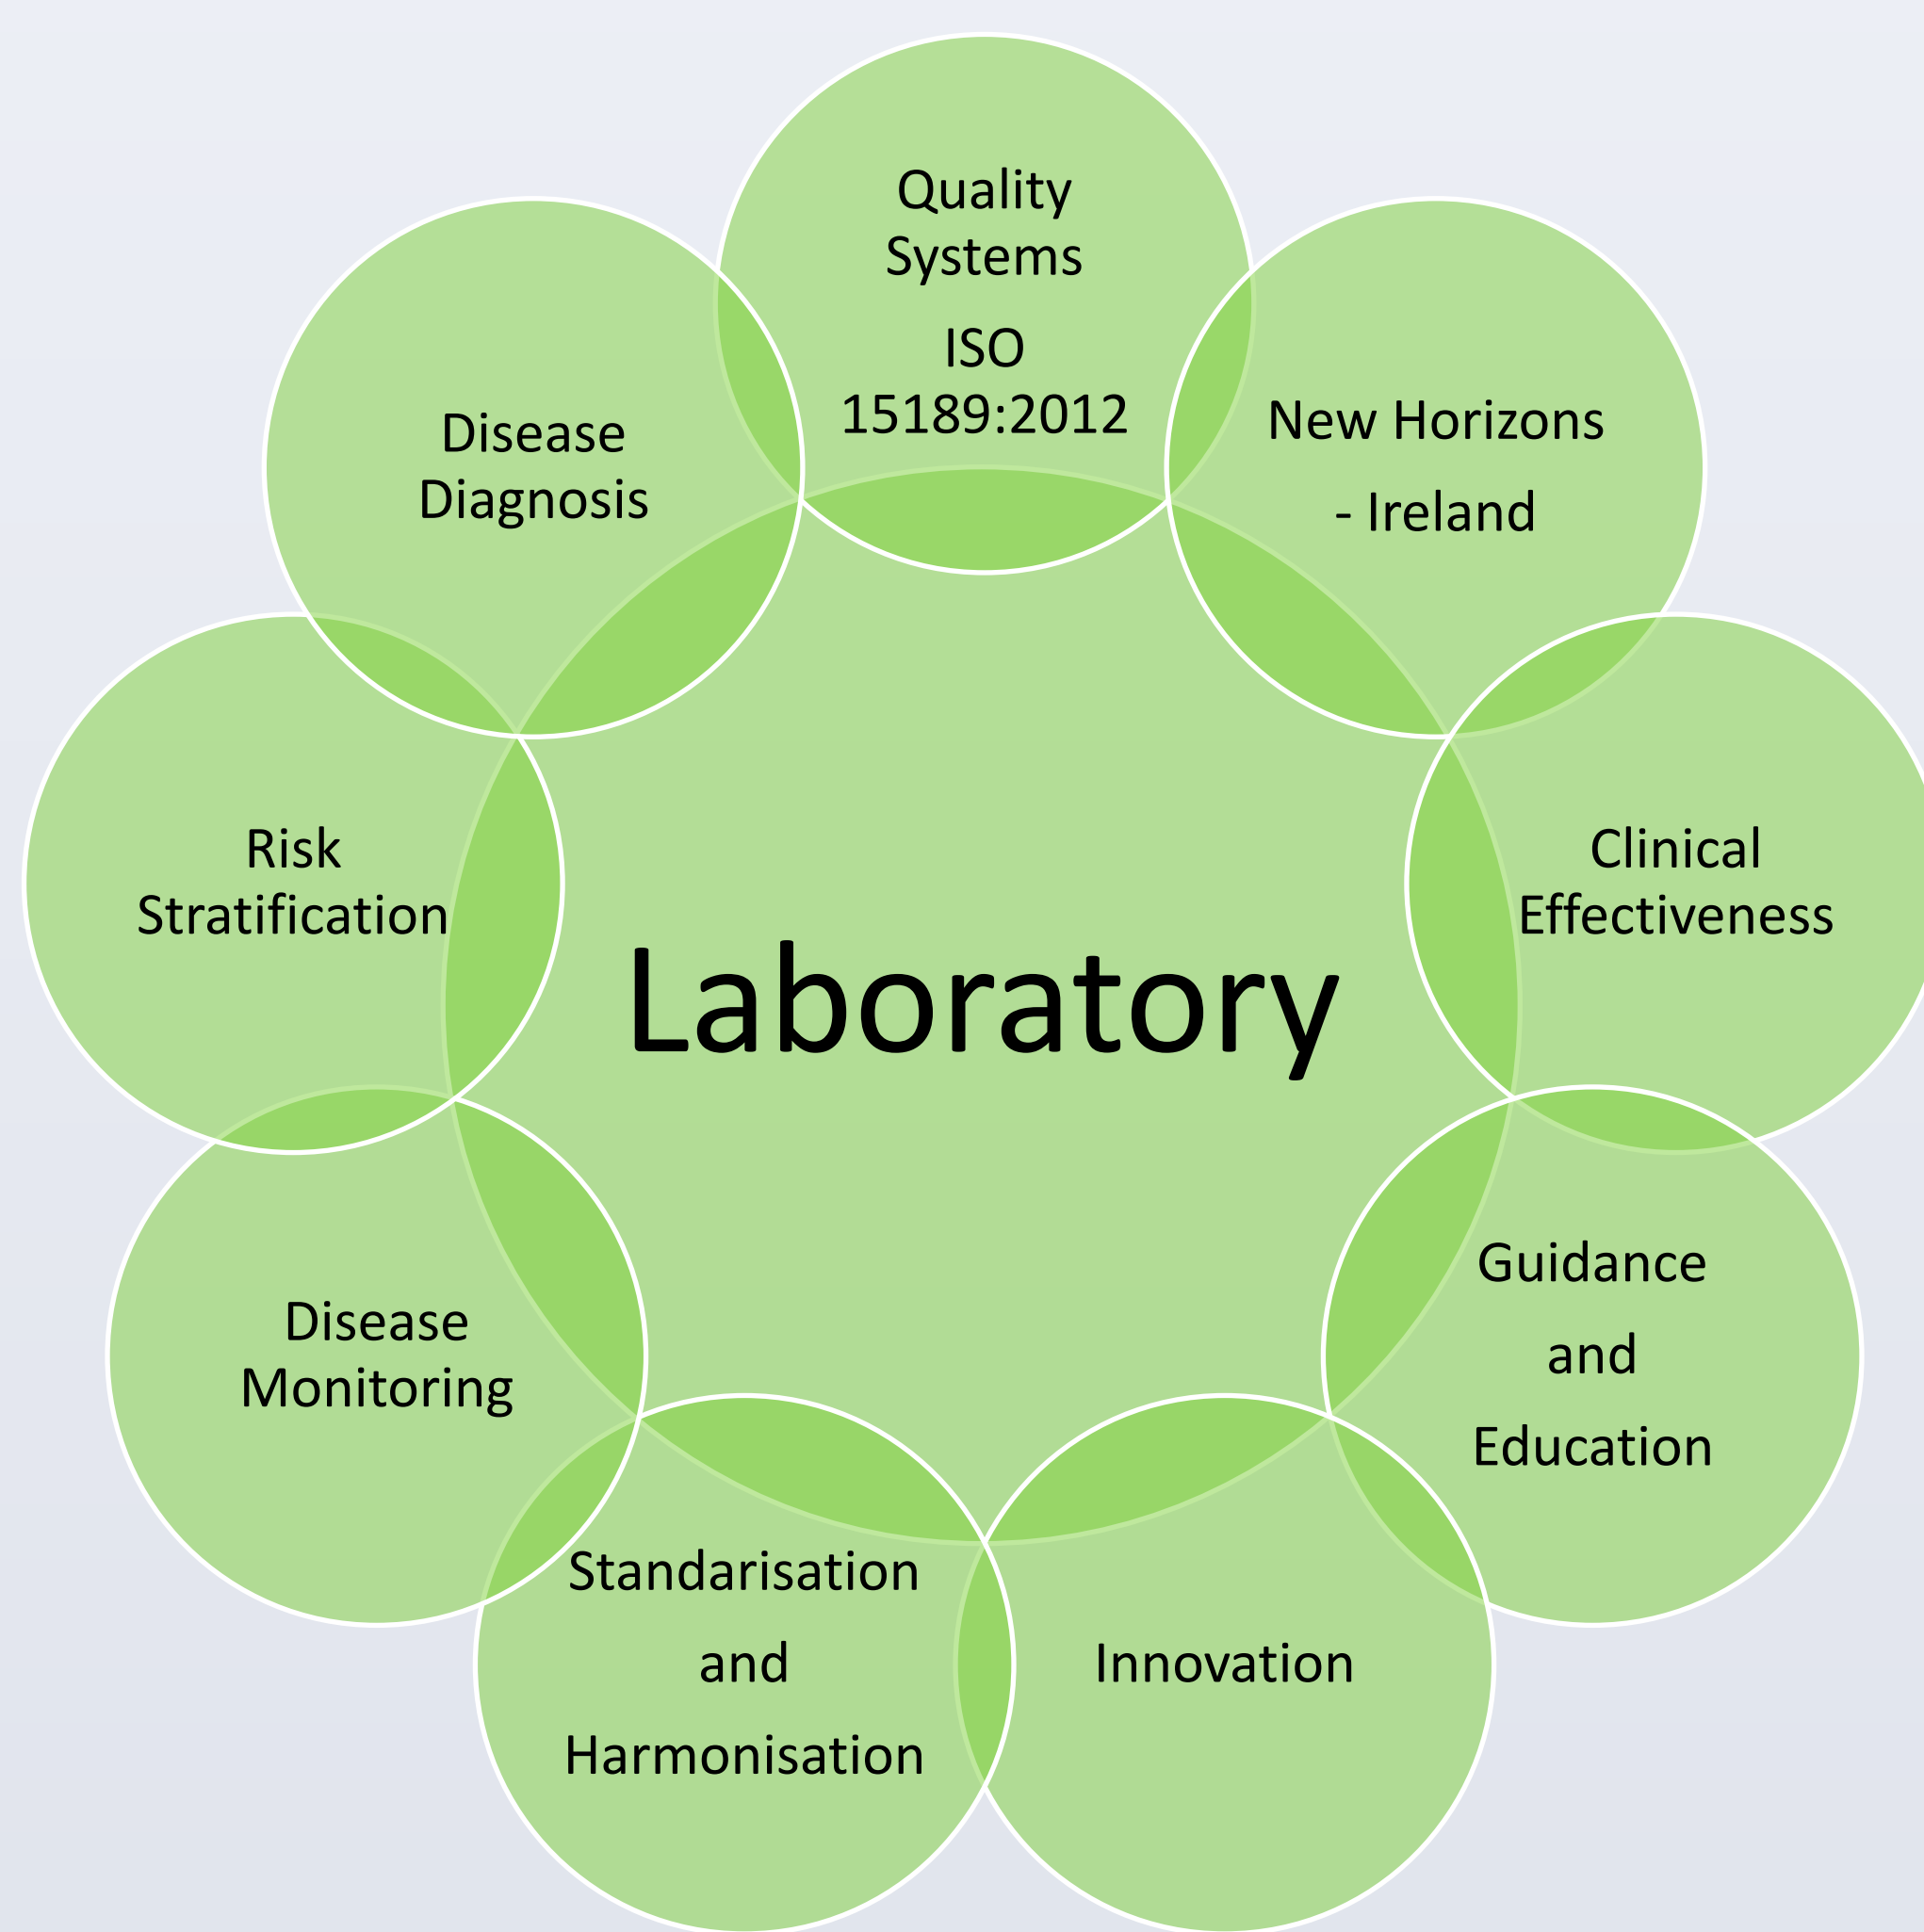 Quality
Systems
ISO
15189:2012
New Horizons
- Ireland
Clinical
Effectiveness
Guidance
and
Education
Innovation
Standarisation
and
Harmonisation
Disease
Monitoring
Risk
Stratification
Disease
Diagnosis
Laboratory